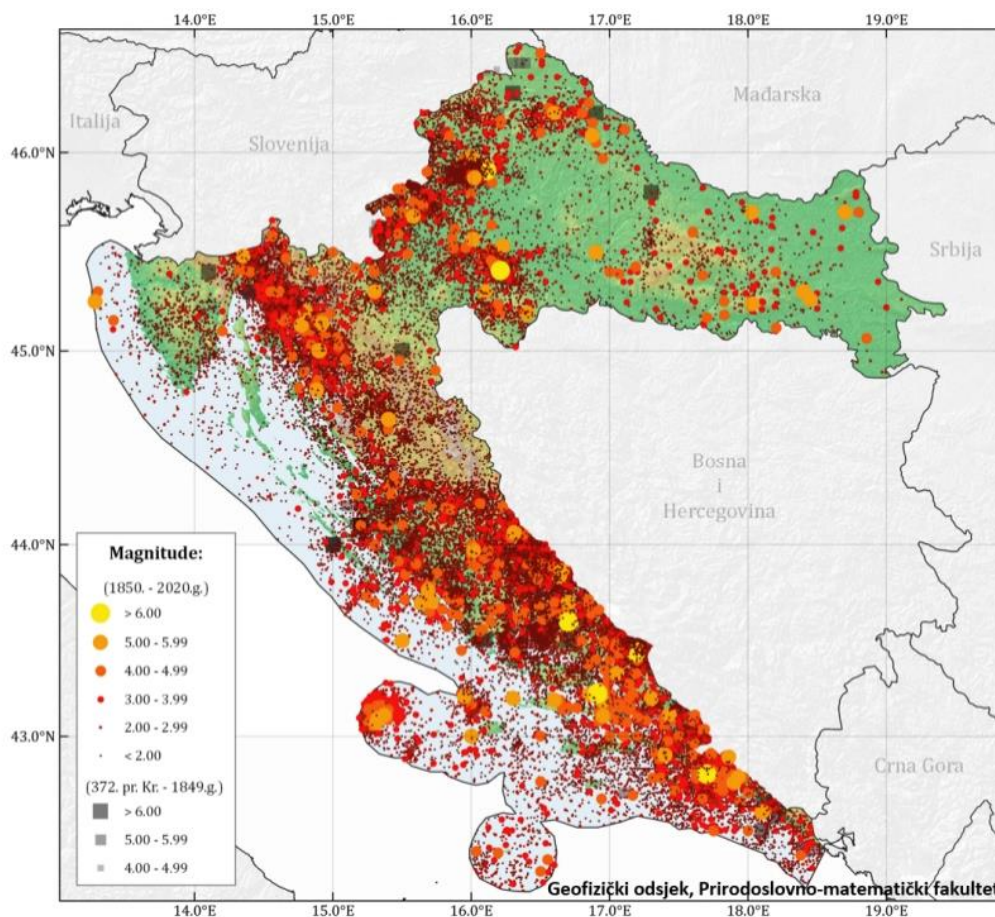 14.0°E 15.0°E 16.0°E 17.0°E 18.0°E 19.0°E
Mađarska
Italija
Slovenija
46.0°N
Srbija
45.0°N
Bosna
i
Hercegovina
44.0°N
Magnitude:
(1850. - 2020.g.)
> 6.00
5.00 - 5.99
4.00 - 4.99
3.00 - 3.99
2.00 - 2.99
< 2.00
43.0°N
Crna Gora
(372. pr. Kr. - 1849.g.)
> 6.00
5.00 - 5.99
4.00 - 4.99
Geofizički odsjek, Prirodoslovno-matematički fakultet
14.0°E 15.0°E 16.0°E 17.0°E 18.0°E 19.0°E